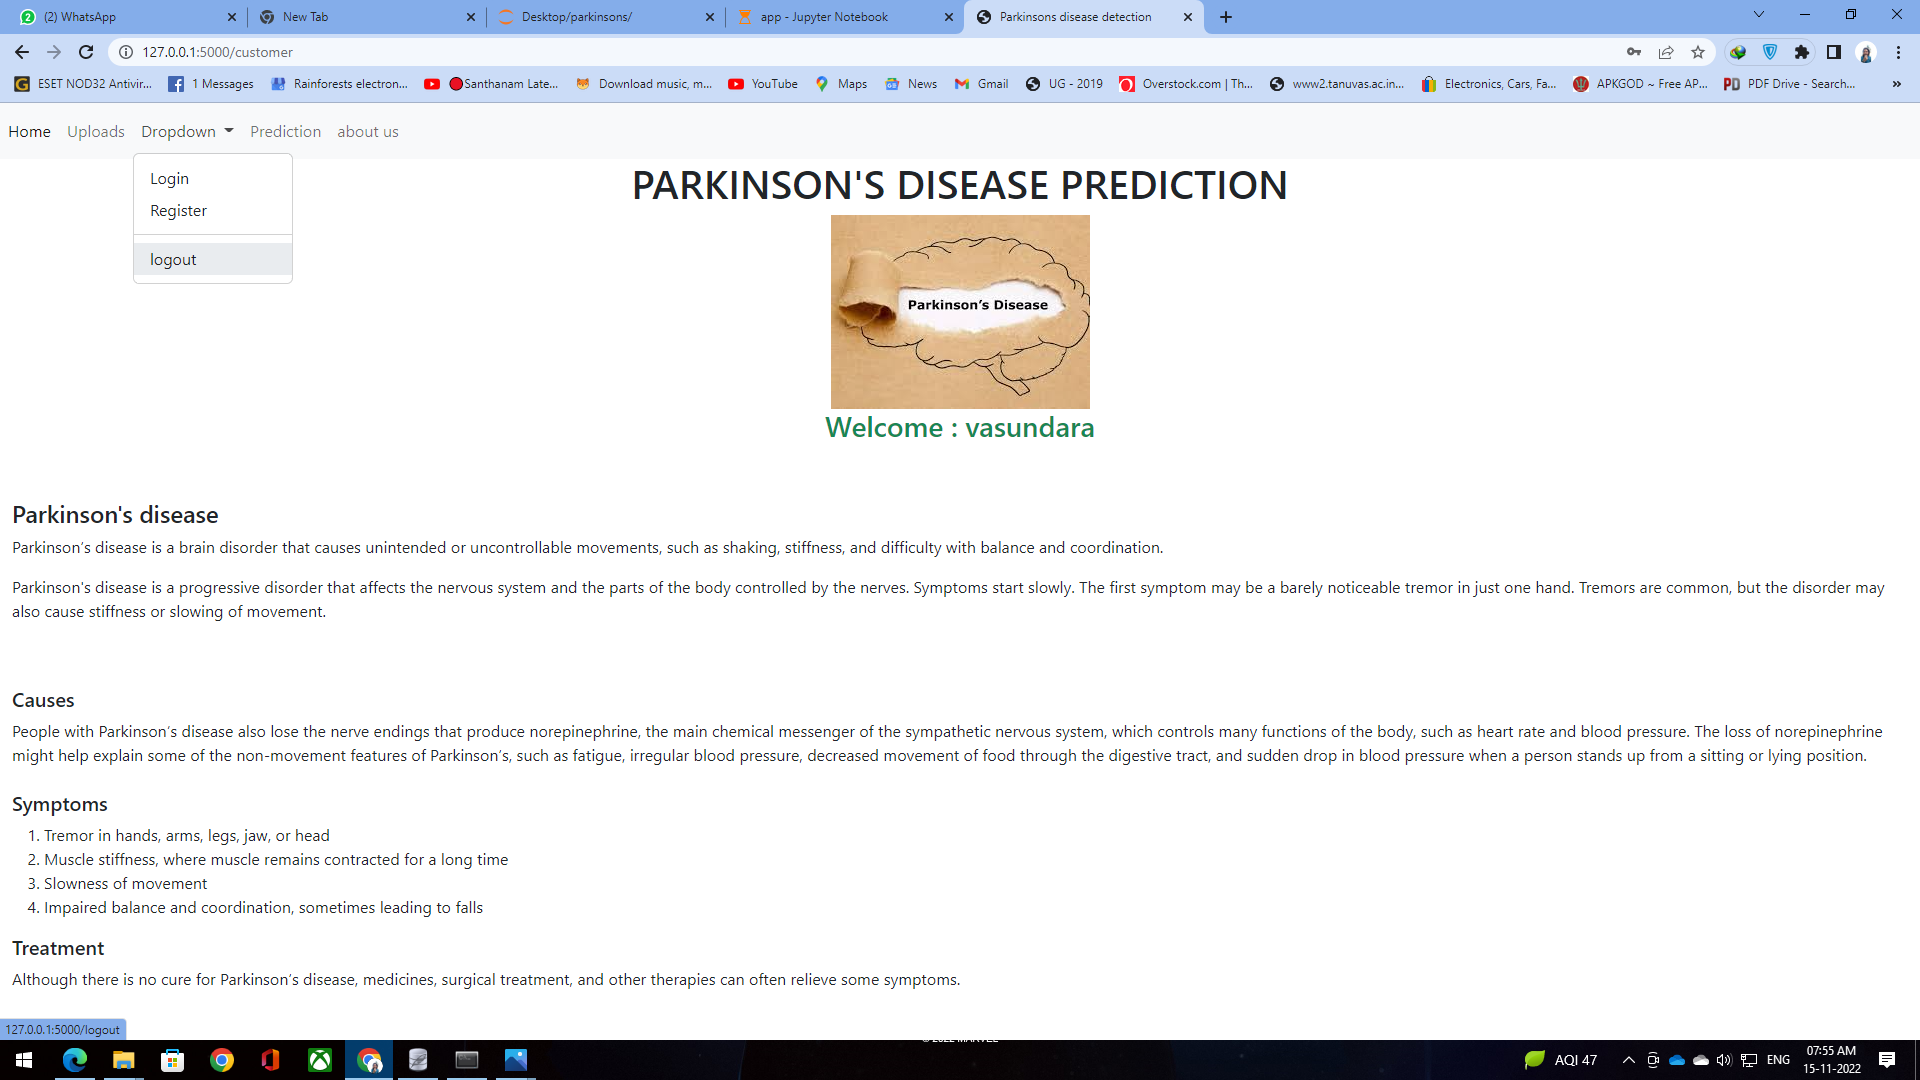 (2) WhatsApp
New Tab
Desktop/parkinsons/
app - Jupyter Notebook
Parkinsons disease detection
127.0.0.1:5000/customer
ESET NOD32 Antivir...
1 Messages
Rainforests electron...
Santhanam Late...
Download music, m...
YouTube
Maps
News
Gmail
UG - 2019
Overstock.com | Th...
www2.tanuvas.ac.in...
Electronics, Cars, Fa...
APKGOD ~ Free AP...
PDF Drive - Search...
Home Uploads Dropdown Prediction about us
Login
Register
logout
PARKINSON'S DISEASE PREDICTION
Parkinson’s Disease
Welcome : vasundara
Parkinson's disease
Parkinson’s disease is a brain disorder that causes unintended or uncontrollable movements, such as shaking, stiffness, and difficulty with balance and coordination.
Parkinson's disease is a progressive disorder that affects the nervous system and the parts of the body controlled by the nerves. Symptoms start slowly. The first symptom may be a barely noticeable tremor in just one hand. Tremors are common, but the disorder may
also cause stiffness or slowing of movement.
Causes
People with Parkinson’s disease also lose the nerve endings that produce norepinephrine, the main chemical messenger of the sympathetic nervous system, which controls many functions of the body, such as heart rate and blood pressure. The loss of norepinephrine
might help explain some of the non-movement features of Parkinson’s, such as fatigue, irregular blood pressure, decreased movement of food through the digestive tract, and sudden drop in blood pressure when a person stands up from a sitting or lying position.
Symptoms
1. Tremor in hands, arms, legs, jaw, or head
2. Muscle stiffness, where muscle remains contracted for a long time
3. Slowness of movement
4. Impaired balance and coordination, sometimes leading to falls
Treatment
Although there is no cure for Parkinson’s disease, medicines, surgical treatment, and other therapies can often relieve some symptoms.
127.0.0.1:5000/logout
© 2022 MARVEL
AQI 47
ENG
07:55 AM
15-11-2022